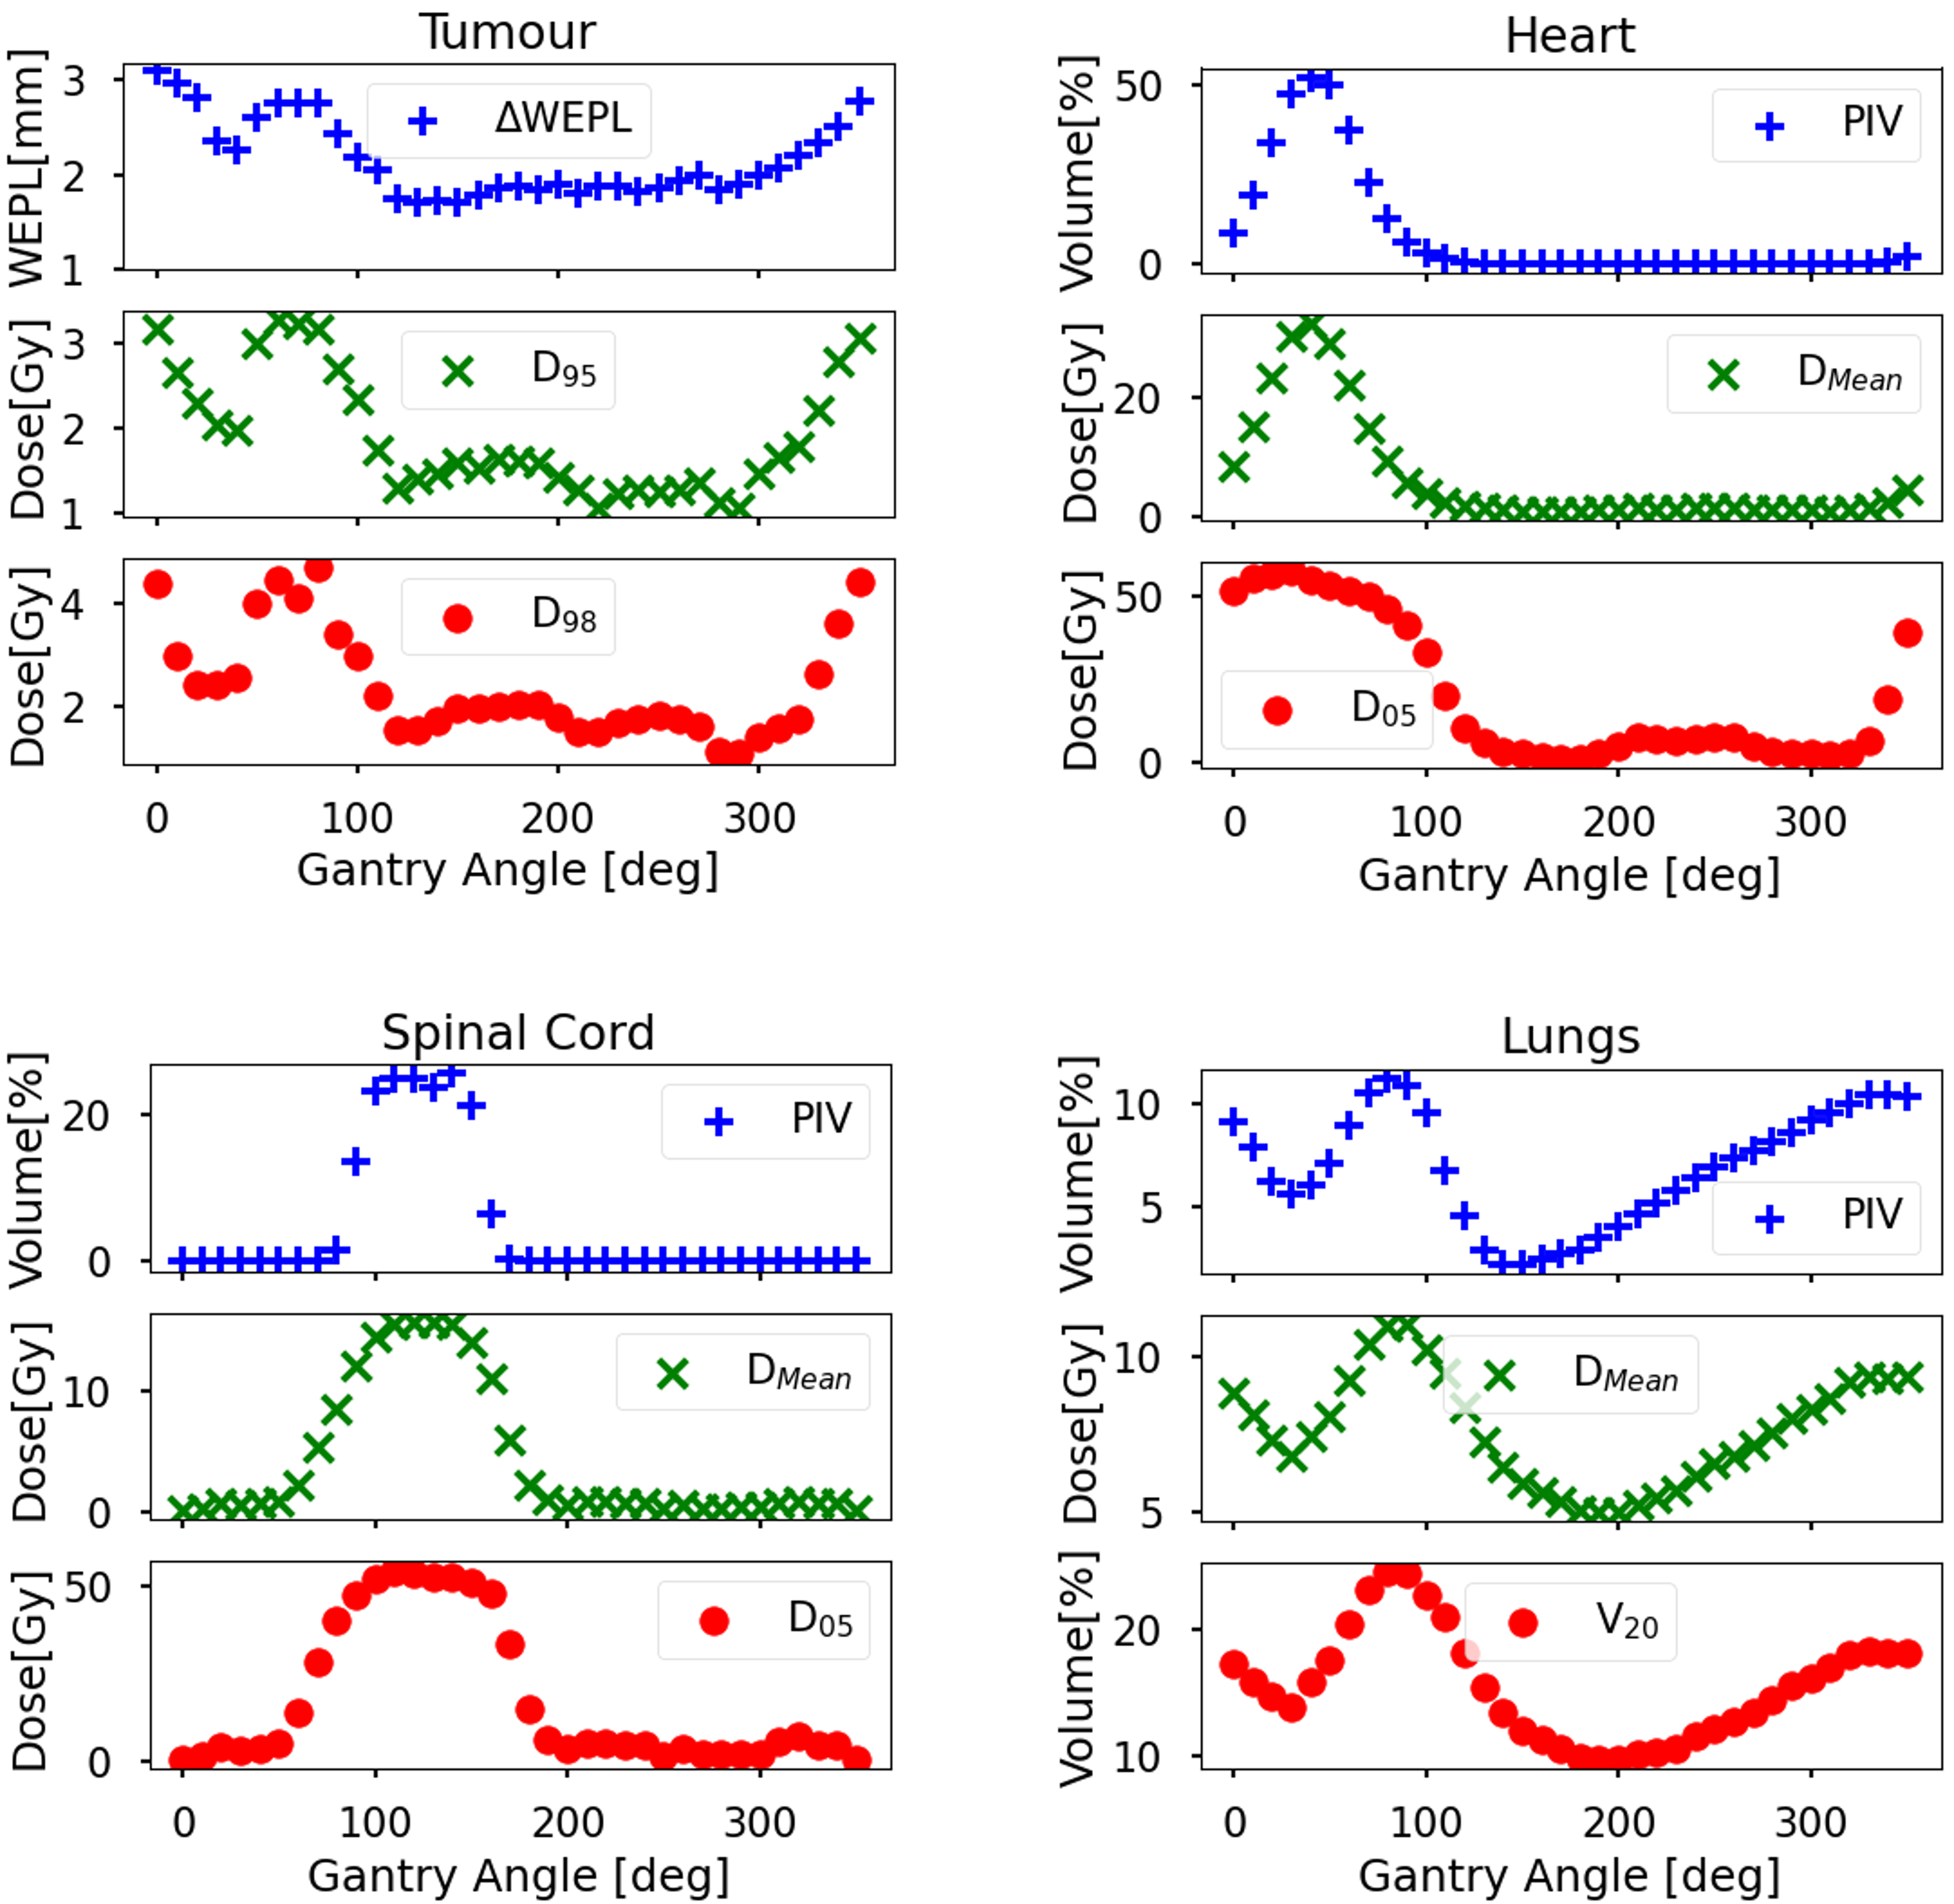 Tumour
WEPL[mm]
3
2
1
ΔWEPL
Dose[Gy]
3
2
1
D95
Dose[Gy]
4
2
D98
0 100 200 300
Gantry Angle [deg]
Heart
Volume[%]
50
0
PIV
Dose[Gy]
20
0
DMean
Dose[Gy]
50
0
D05
0 100 200 300
Gantry Angle [deg]
Spinal Cord
Volume[%]
20
0
PIV
Dose[Gy]
10
0
DMean
Dose[Gy]
50
0
D05
0 100 200 300
Gantry Angle [deg]
Lungs
Volume[%]
10
5
PIV
Dose[Gy]
10
5
DMean
Volume[%]
20
10
V20
0 100 200 300
Gantry Angle [deg]